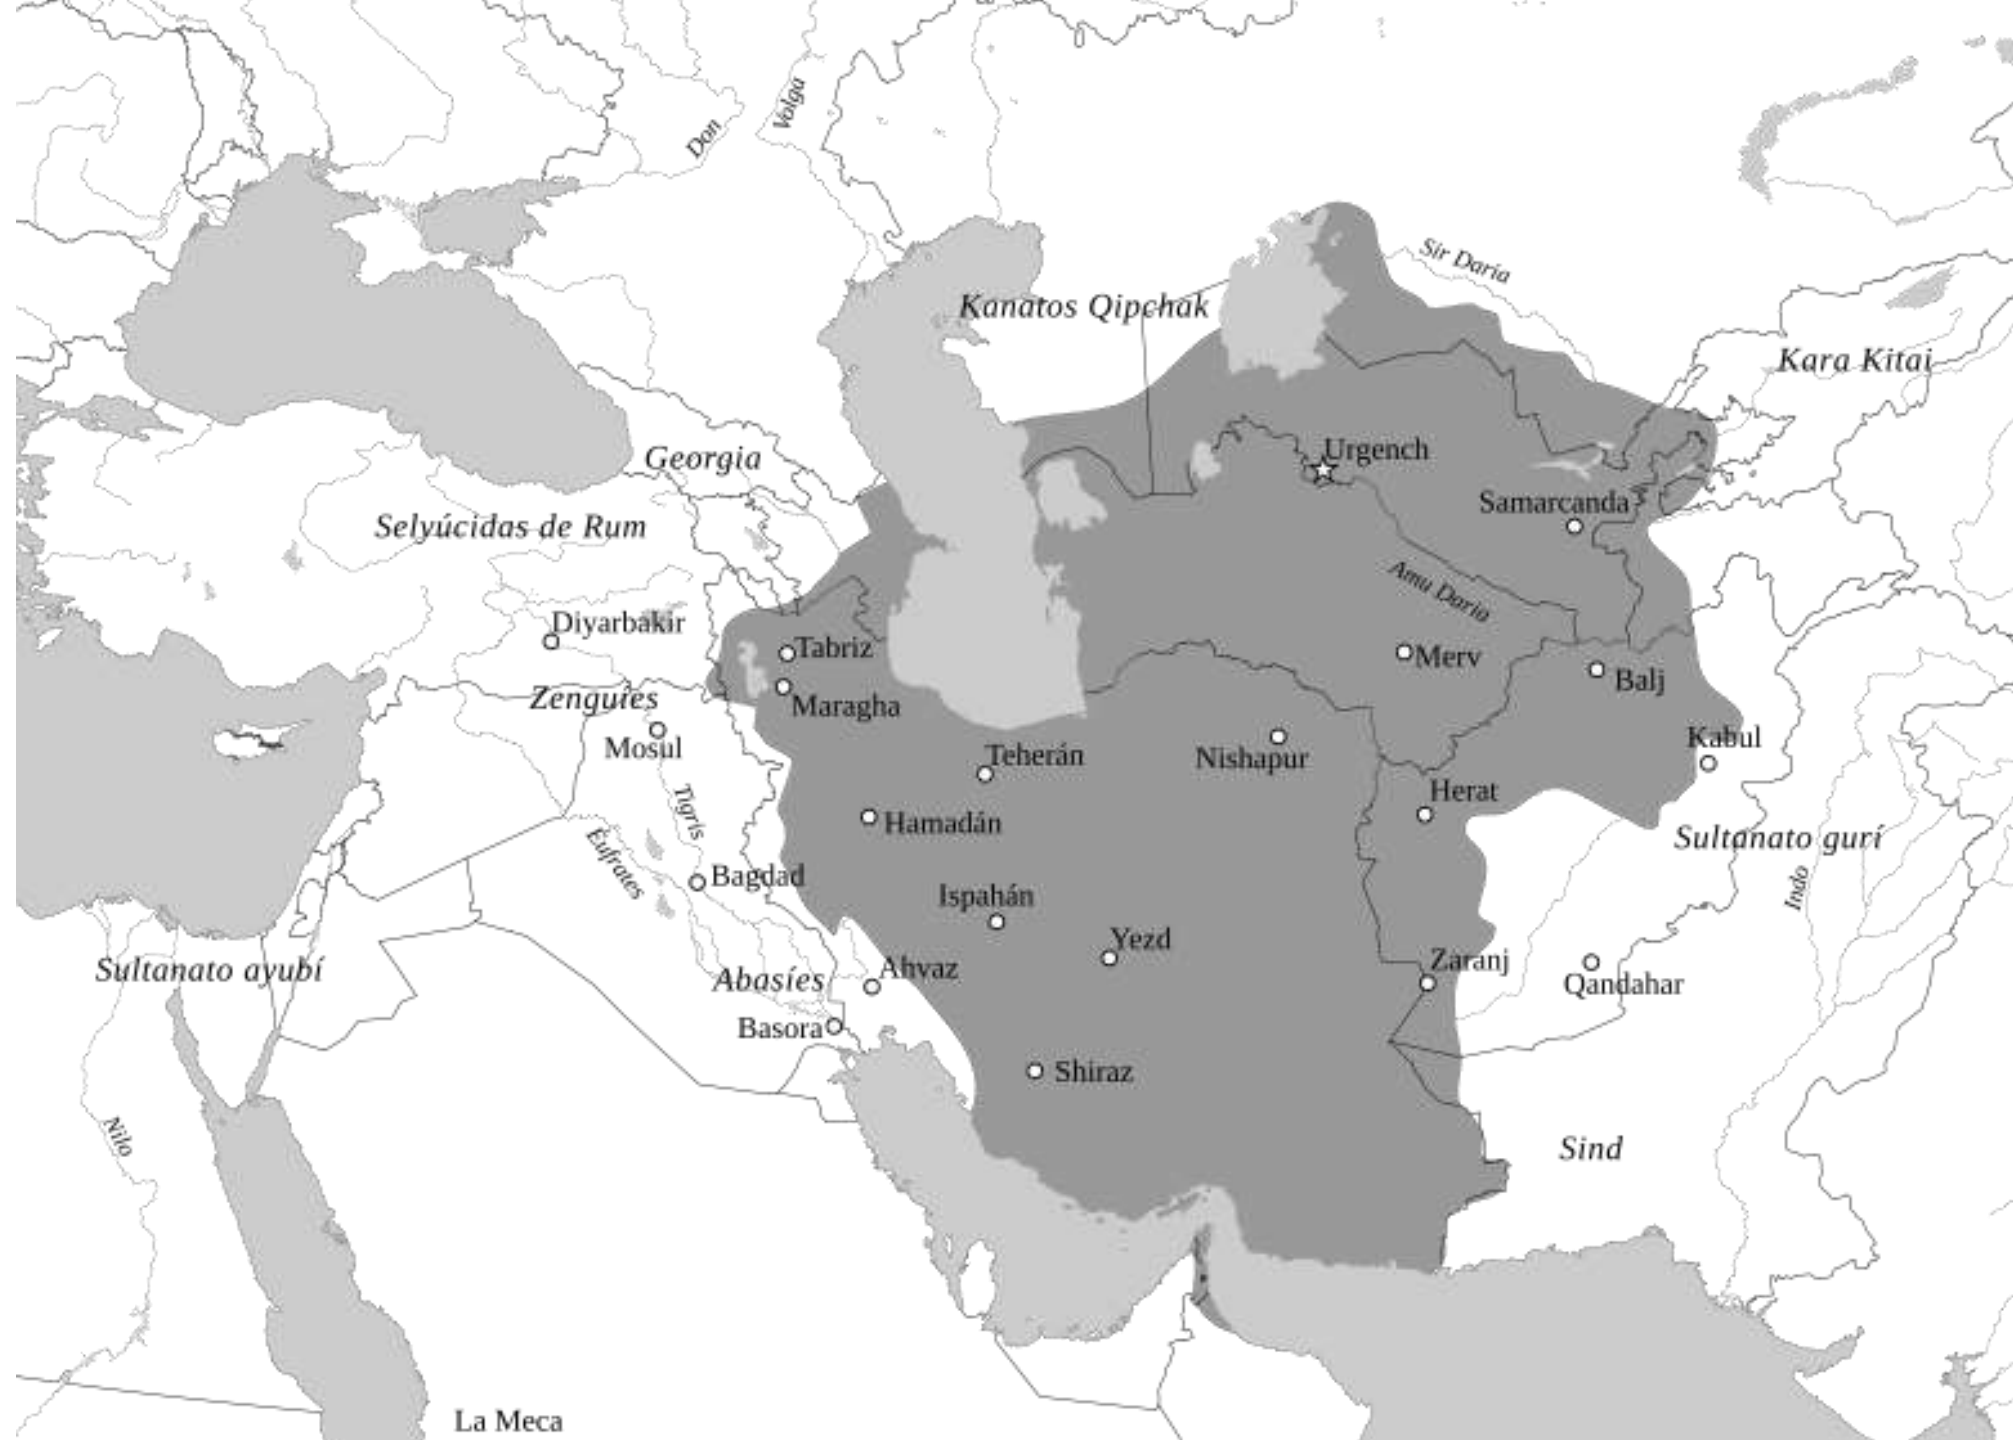 Volga
Don
Sir Daría
Kanatos Qipchak
Kara Kitai
Georgia
Urgench
Samarcanda
Selyúcidas de Rum
Amu Daria
Diyarbakir
Tabriz
Merv
Balj
Zenguíes
Maragha
Mosul
Teherán
Nishapur
Kabul
Herat
Tigris
Hamadán
Sultanato gurí
Éufrates
Bagdad
Indo
Ispahán
Yezd
Zaranj
Sultanato ayubí
Abasíes
Ahvaz
Qandahar
Basora
Shiraz
Nilo
Sind
La Meca